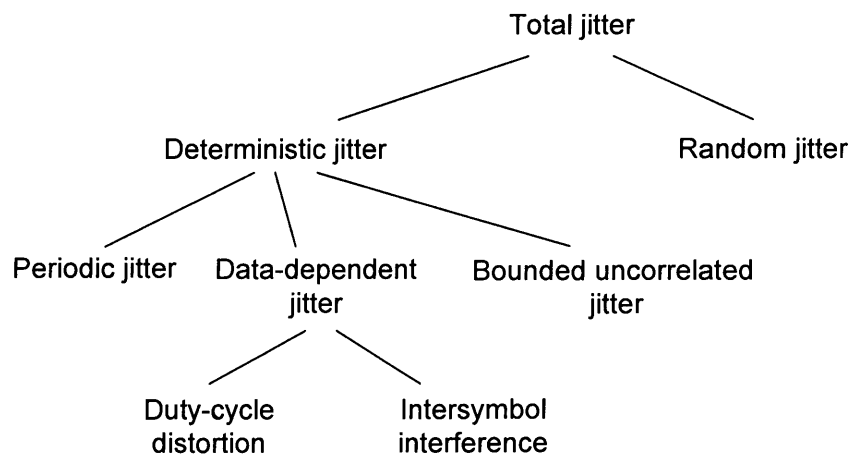 Total jitter
Deterministic jitter
Random jitter
Periodic jitter
Data-dependent
jitter
Bounded uncorrelated
jitter
Duty-cycle
distortion
Intersymbol
interference